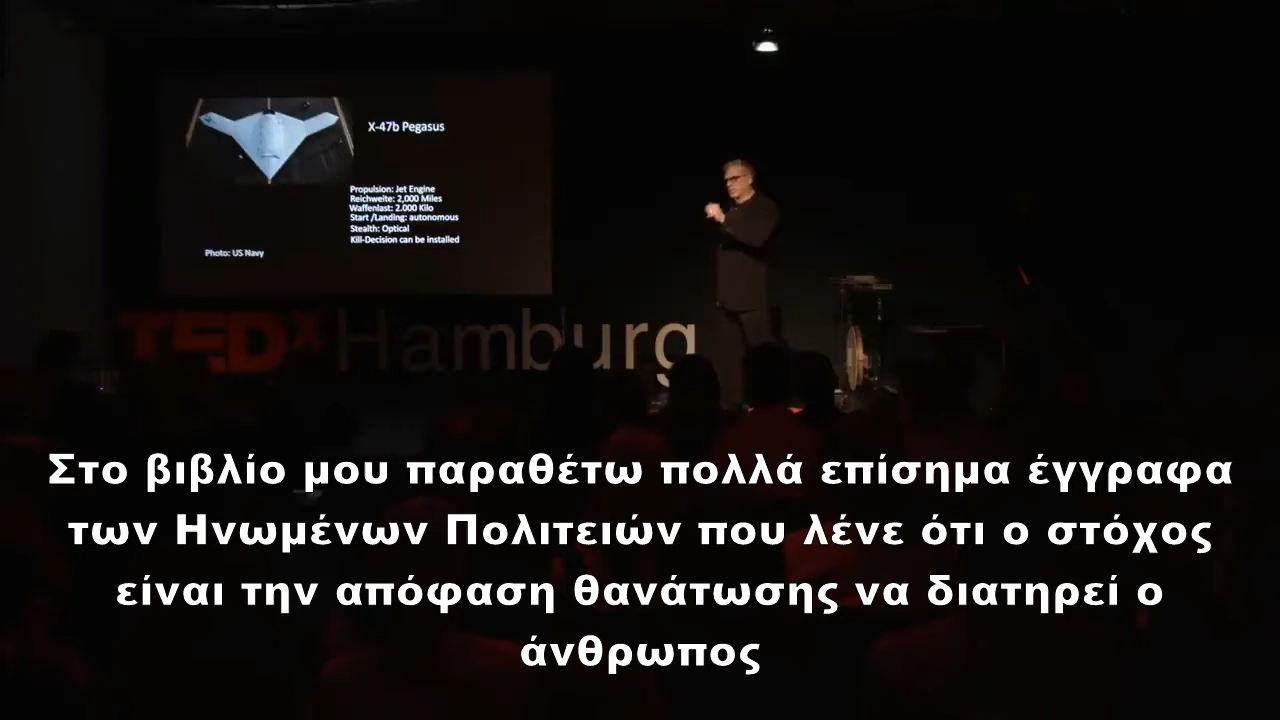 X-47b Pegasus
Propulsion: Jet Engine
Reichweite: 2,000 Miles
Waffenlast: 2.000 Kilo
Start /Landing: autonomous
Stealth: Optical
Kill-Decision can be installed
Photo: US Navy
TEDxHamburg
Στο βιβλίο μου παραθέτω πολλά επίσημα έγγραφα
των Ηνωμένων Πολιτειών που λένε ότι ο στόχος
είναι την απόφαση θανάτωσης να διατηρεί ο
άνθρωπος